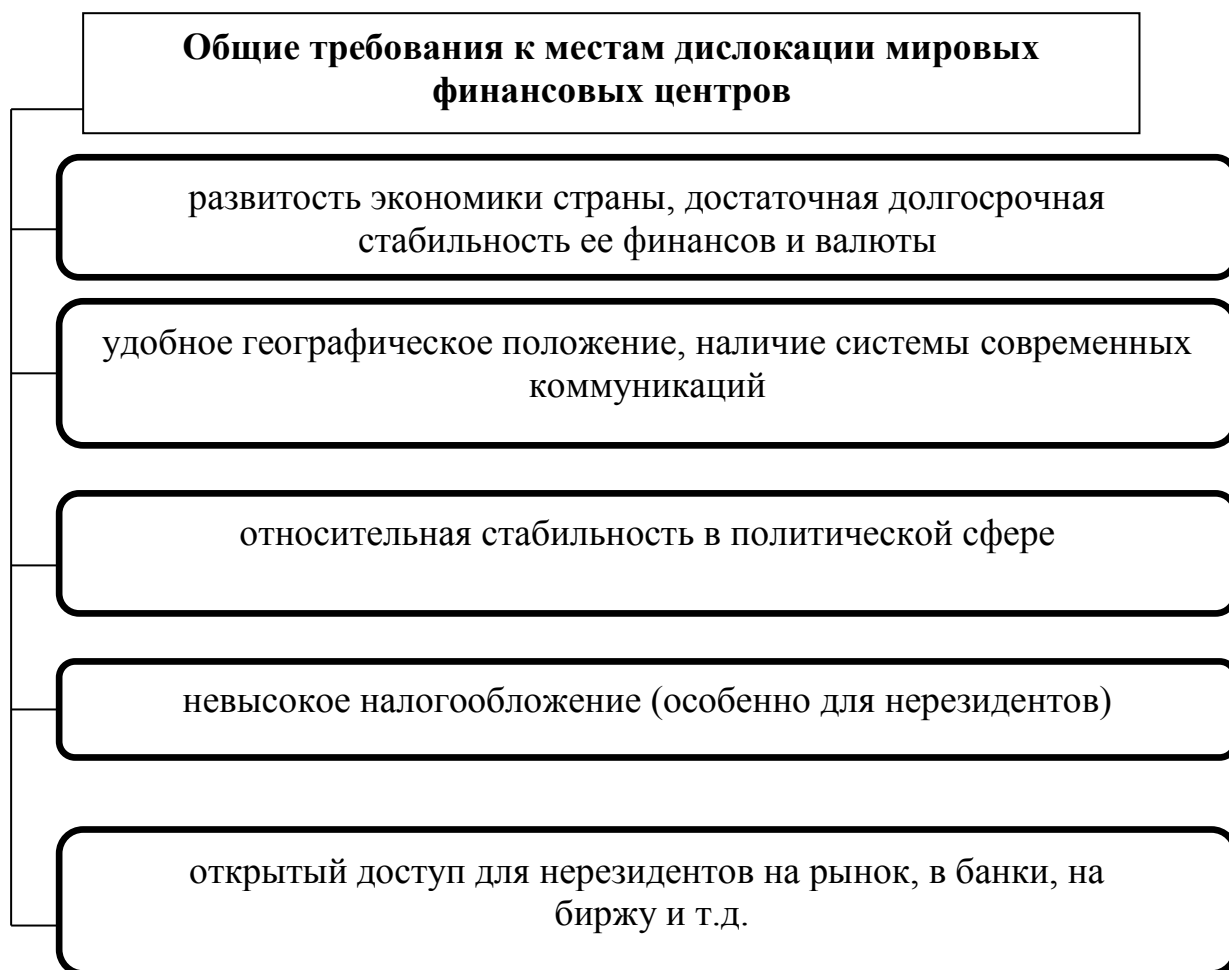 Общие требования к местам дислокации мировых
финансовых центров
развитость экономики страны, достаточная долгосрочная
стабильность ее финансов и валюты
удобное географическое положение, наличие системы современных
коммуникаций
относительная стабильность в политической сфере
невысокое налогообложение (особенно для нерезидентов)
открытый доступ для нерезидентов на рынок, в банки, на
биржу и т.д.